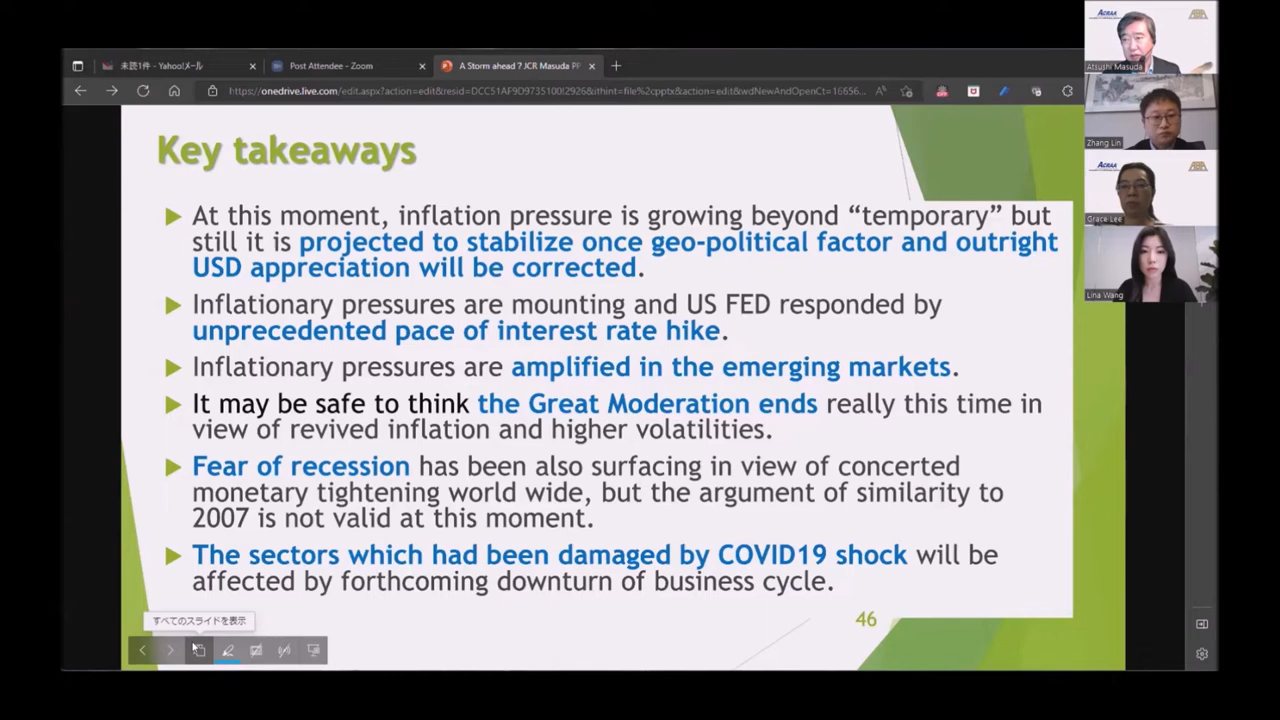 未読1件 - Yahoo!メール
Post Attendee - Zoom
A Storm ahead ? JCR Masuda PP
https://onedrive.live.com/edit.aspx?action=edit&resid=DCC51AF9D9735100!2926&ithint=file%2cpptx&action=edit&wdNewAndOpenCt=16656...
Key takeaways
At this moment, inflation pressure is growing beyond “temporary” but
still it is projected to stabilize once geo-political factor and outright
USD appreciation will be corrected.
Inflationary pressures are mounting and US FED responded by
unprecedented pace of interest rate hike.
Inflationary pressures are amplified in the emerging markets.
It may be safe to think the Great Moderation ends really this time in
view of revived inflation and higher volatilities.
Fear of recession has been also surfacing in view of concerted
monetary tightening world wide, but the argument of similarity to
2007 is not valid at this moment.
The sectors which had been damaged by COVID19 shock will be
affected by forthcoming downturn of business cycle.
46
すべてのスライドを表示
ACRAA
Atsushi Masuda
Zhang Lin
ACRAA
Grace Lee
Lina Wang